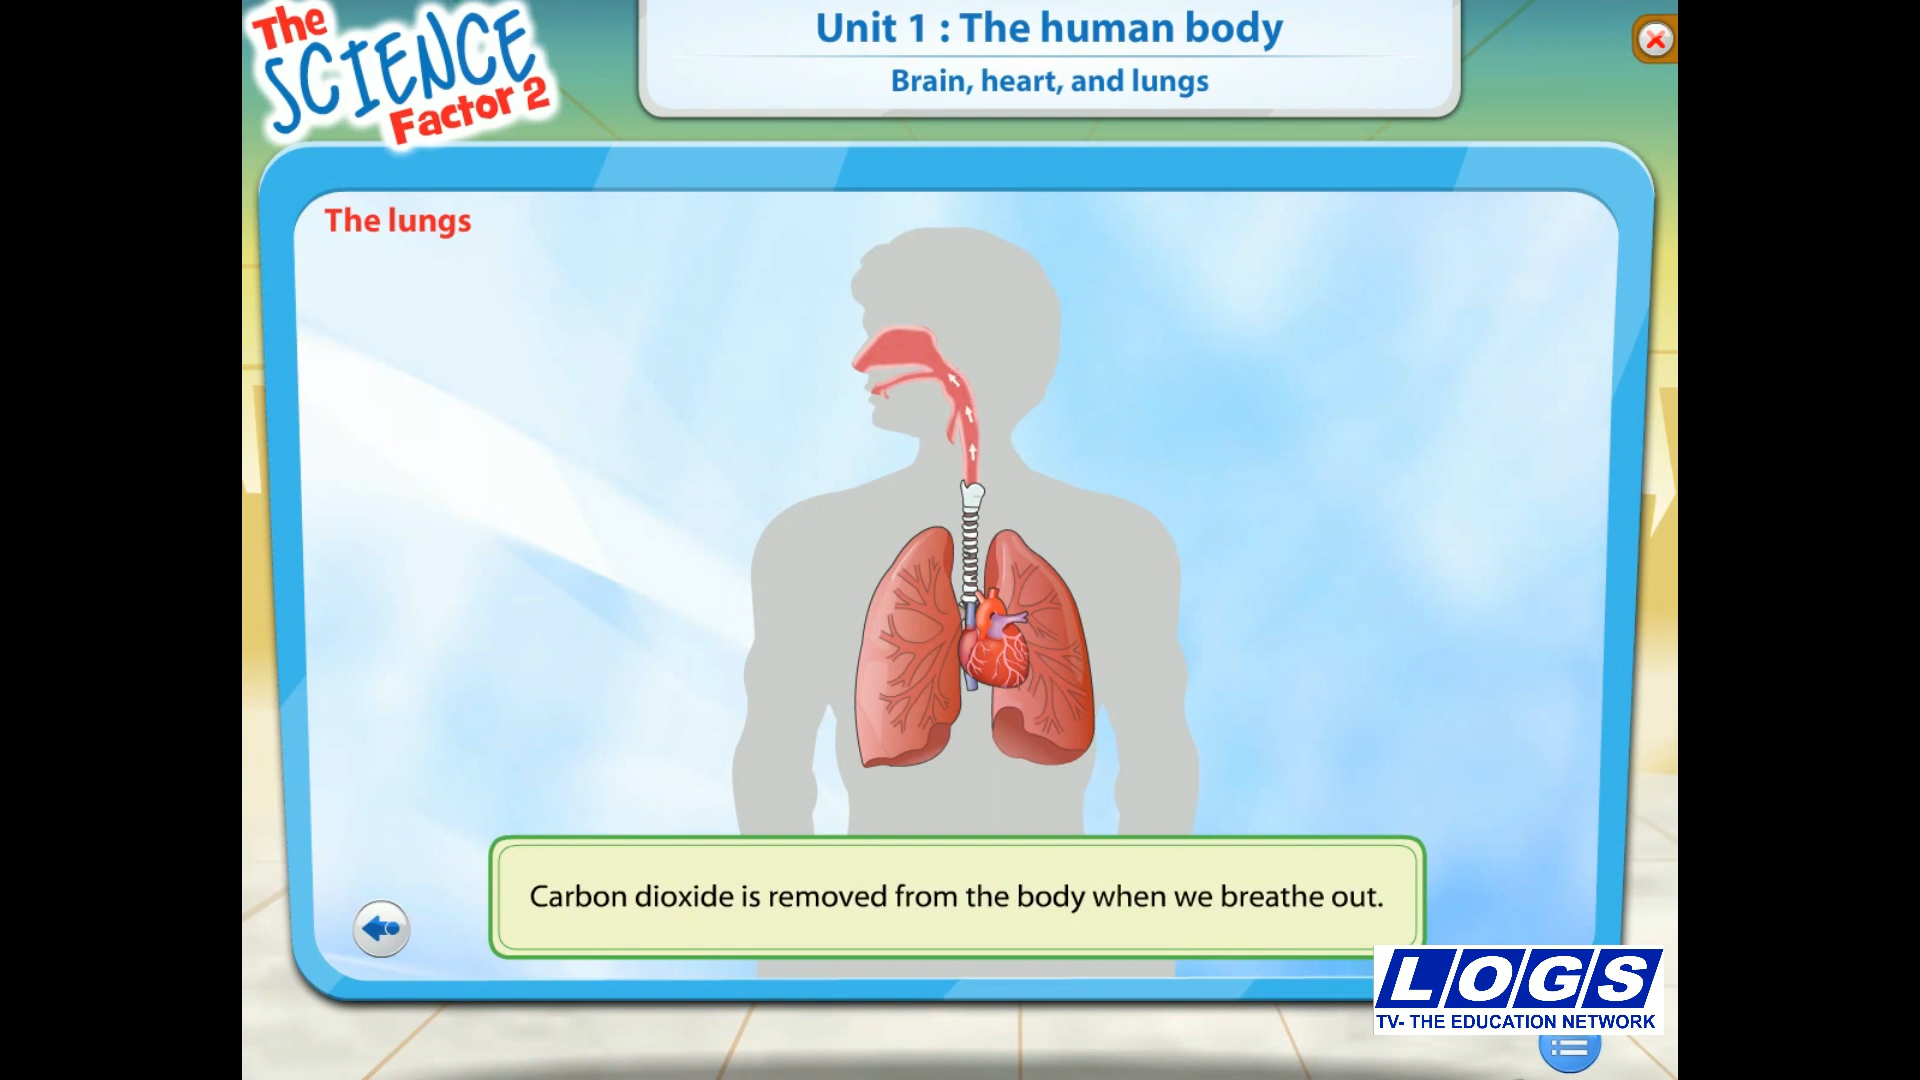 The
SCIENCE
Factor 2
Unit 1 : The human body
Brain, heart, and lungs
The lungs
Carbon dioxide is removed from the body when we breathe out.
LOGS
TV- THE EDUCATION NETWORK